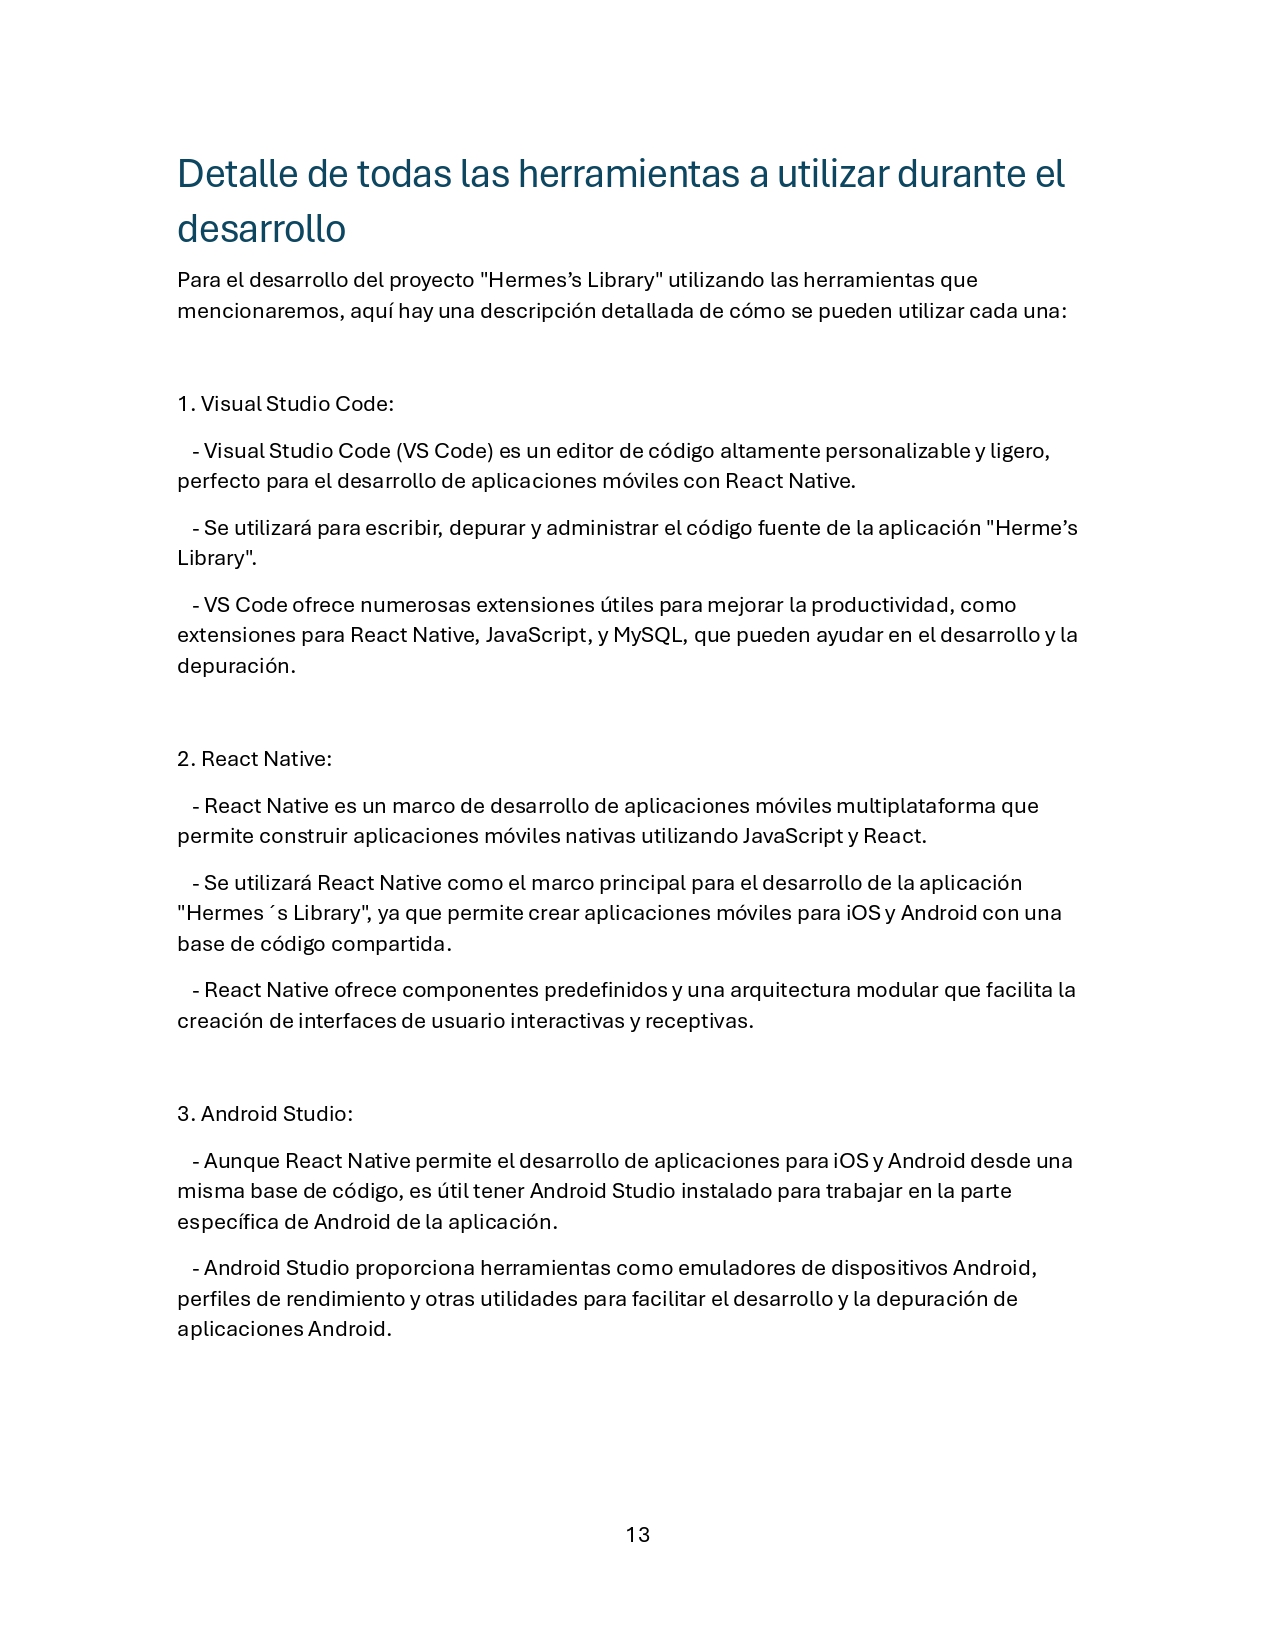 Detalle de todas las herramientas a utilizar durante el
desarrollo
Para el desarrollo del proyecto "Hermes’s Library" utilizando las herramientas que
mencionaremos, aquí hay una descripción detallada de cómo se pueden utilizar cada una:
1. Visual Studio Code:
- Visual Studio Code (VS Code) es un editor de código altamente personalizable y ligero,
perfecto para el desarrollo de aplicaciones móviles con React Native.
- Se utilizará para escribir, depurar y administrar el código fuente de la aplicación "Herme’s
Library".
- VS Code ofrece numerosas extensiones útiles para mejorar la productividad, como
extensiones para React Native, JavaScript, y MySQL, que pueden ayudar en el desarrollo y la
depuración.
2. React Native:
- React Native es un marco de desarrollo de aplicaciones móviles multiplataforma que
permite construir aplicaciones móviles nativas utilizando JavaScript y React.
- Se utilizará React Native como el marco principal para el desarrollo de la aplicación
"Hermes ´s Library", ya que permite crear aplicaciones móviles para iOS y Android con una
base de código compartida.
- React Native ofrece componentes predefinidos y una arquitectura modular que facilita la
creación de interfaces de usuario interactivas y receptivas.
3. Android Studio:
- Aunque React Native permite el desarrollo de aplicaciones para iOS y Android desde una
misma base de código, es útil tener Android Studio instalado para trabajar en la parte
específica de Android de la aplicación.
- Android Studio proporciona herramientas como emuladores de dispositivos Android,
perfiles de rendimiento y otras utilidades para facilitar el desarrollo y la depuración de
aplicaciones Android.
13